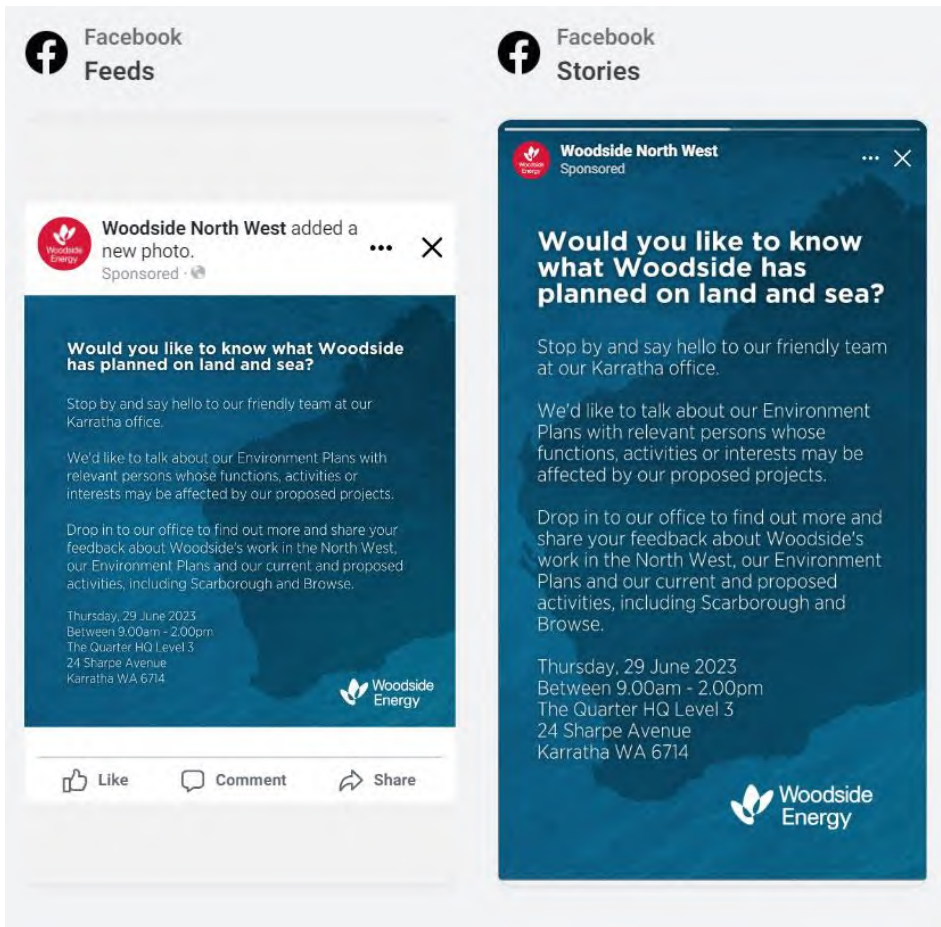 Facebook
Feeds
Woodside North West added a
new photo.
Sponsored ·
Woodside
Energy
Would you like to know what Woodside
has planned on land and sea?
Stop by and say hello to our friendly team at our
Karratha office.
We'd like to talk about our Environment Plans with
relevant persons whose functions, activities or
interests may be affected by our proposed projects.
Drop in to our office to find out more and share your
feedback about Woodside's work in the North West,
our Environment Plans and our current and proposed
activities, including Scarborough and Browse.
Thursday, 29 June 2023
Between 9.00am - 2.00pm
The Quarter HQ Level 3
24 Sharpe Avenue
Karratha WA 6714
Woodside
Energy
Like
Comment
Share
Facebook
Stories
Woodside North West
Sponsored
Woodside
Energy
Would you like to know
what Woodside has
planned on land and sea?
Stop by and say hello to our friendly team
at our Karratha office.
We'd like to talk about our Environment
Plans with relevant persons whose
functions, activities or interests may be
affected by our proposed projects.
Drop in to our office to find out more and
share your feedback about Woodside's
work in the North West, our Environment
Plans and our current and proposed
activities, including Scarborough and
Browse.
Thursday, 29 June 2023
Between 9.00am - 2.00pm
The Quarter HQ Level 3
24 Sharpe Avenue
Karratha WA 6714
Woodside
Energy